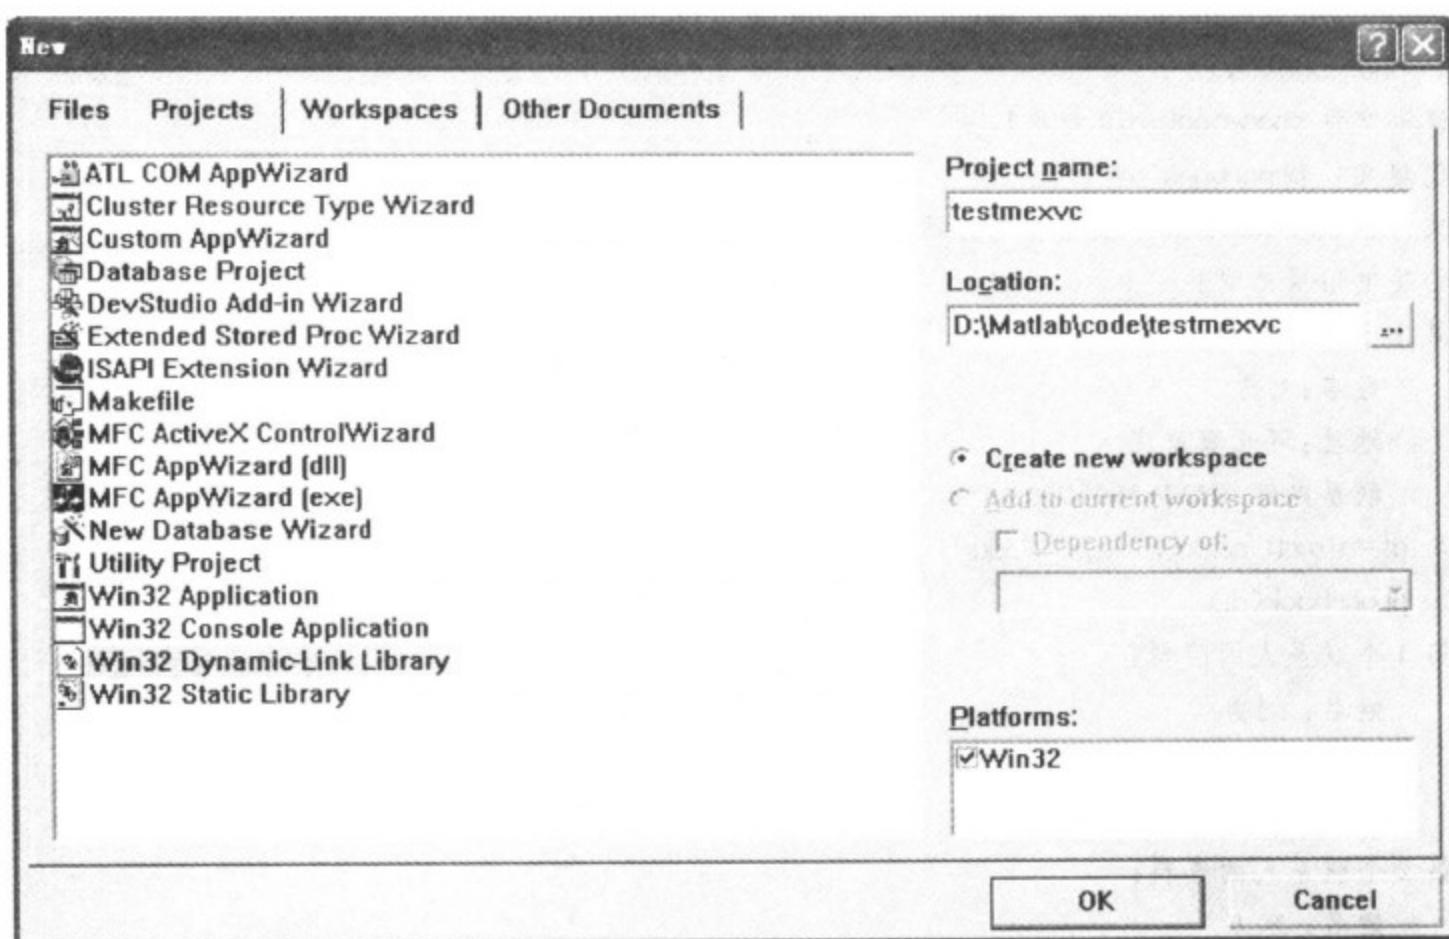 New
Files Projects Workspaces Other Documents
ATL COM AppWizard
Cluster Resource Type Wizard
Custom AppWizard
Database Project
DevStudio Add-in Wizard
Extended Stored Proc Wizard
ISAPI Extension Wizard
Makefile
MFC ActiveX ControlWizard
MFC AppWizard (dll)
MFC AppWizard (exe)
New Database Wizard
Utility Project
Win32 Application
Win32 Console Application
Win32 Dynamic-Link Library
Win32 Static Library
Project name:
testmexvc
Location:
D:\Matlab\code\testmexvc
...
Create new workspace
Add to current workspace
Dependency of:
Platforms:
Win32
OK Cancel